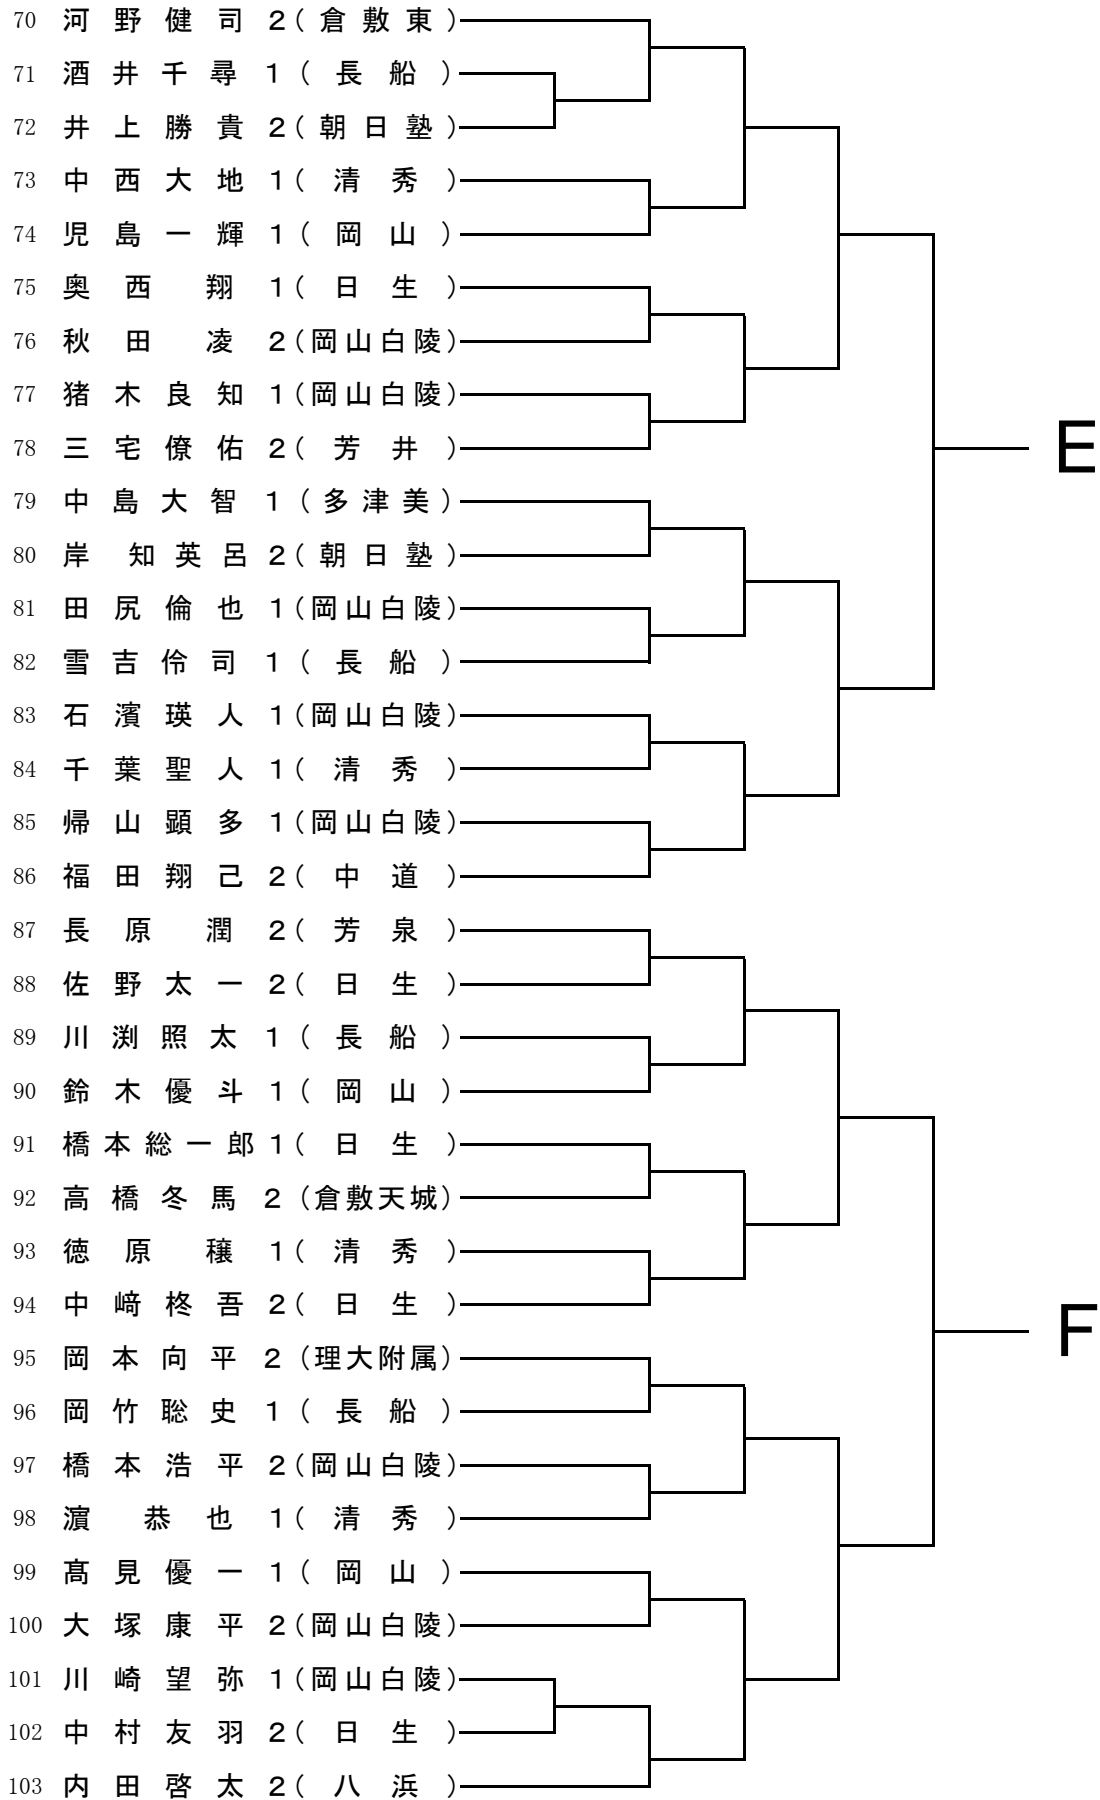 70 河野健司 2(倉敷東)
71 酒井千尋 1(長船)
72 井上勝貴 2(朝日塾)
73 中西大地 1(清秀)
74 児島一輝 1(岡山)
75 奥西翔 1(日生)
76 秋田凌 2(岡山白陵)
77 猪木良知 1(岡山白陵)
78 三宅僚佑 2(芳井)
E
79 中島大智 1(多津美)
80 岸知英呂 2(朝日塾)
81 田尻倫也 1(岡山白陵)
82 雪吉伶司 1(長船)
83 石濱瑛人 1(岡山白陵)
84 千葉聖人 1(清秀)
85 帰山顕多 1(岡山白陵)
86 福田翔己 2(中道)
87 長原潤 2(芳泉)
88 佐野太一 2(日生)
89 川渕照太 1(長船)
90 鈴木優斗 1(岡山)
91 橋本総一郎 1(日生)
92 高橋冬馬 2(倉敷天城)
93 徳原穣 1(清秀)
94 中﨑柊吾 2(日生)
F
95 岡本向平 2(理大附属)
96 岡竹聡史 1(長船)
97 橋本浩平 2(岡山白陵)
98 濵恭也 1(清秀)
99 髙見優一 1(岡山)
100 大塚康平 2(岡山白陵)
101 川崎望弥 1(岡山白陵)
102 中村友羽 2(日生)
103 内田啓太 2(八浜)